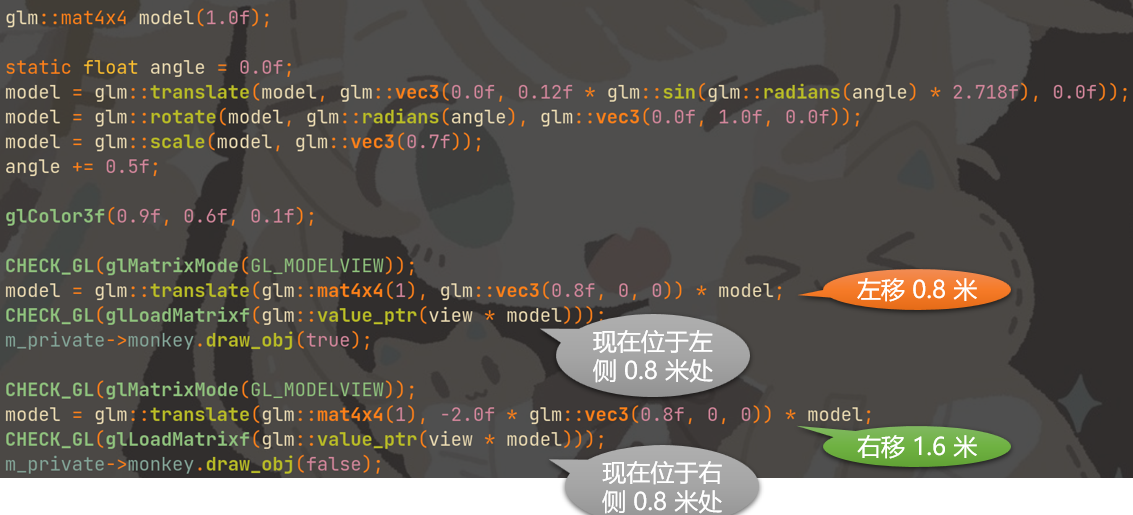 glm::mat4x4 model(1.0f);
static float angle = 0.0f;
model = glm::translate(model, glm::vec3(0.0f, 0.12f * glm::sin(glm::radians(angle) * 2.718f), 0.0f));
model = glm::rotate(model, glm::radians(angle), glm::vec3(0.0f, 1.0f, 0.0f));
model = glm::scale(model, glm::vec3(0.7f));
angle += 0.5f;
glColor3f(0.9f, 0.6f, 0.1f);
CHECK_GL(glMatrixMode(GL_MODELVIEW));
model = glm::translate(glm::mat4x4(1), glm::vec3(0.8f, 0, 0)) * model;
左移 0.8 米
CHECK_GL(glLoadMatrixf(glm::value_ptr(view * model)));
m_private->monkey.draw_obj(true);
现在位于左
侧 0.8 米处
CHECK_GL(glMatrixMode(GL_MODELVIEW));
model = glm::translate(glm::mat4x4(1), -2.0f * glm::vec3(0.8f, 0, 0)) * model;
右移 1.6 米
CHECK_GL(glLoadMatrixf(glm::value_ptr(view * model)));
m_private->monkey.draw_obj(false);
现在位于右
侧 0.8 米处